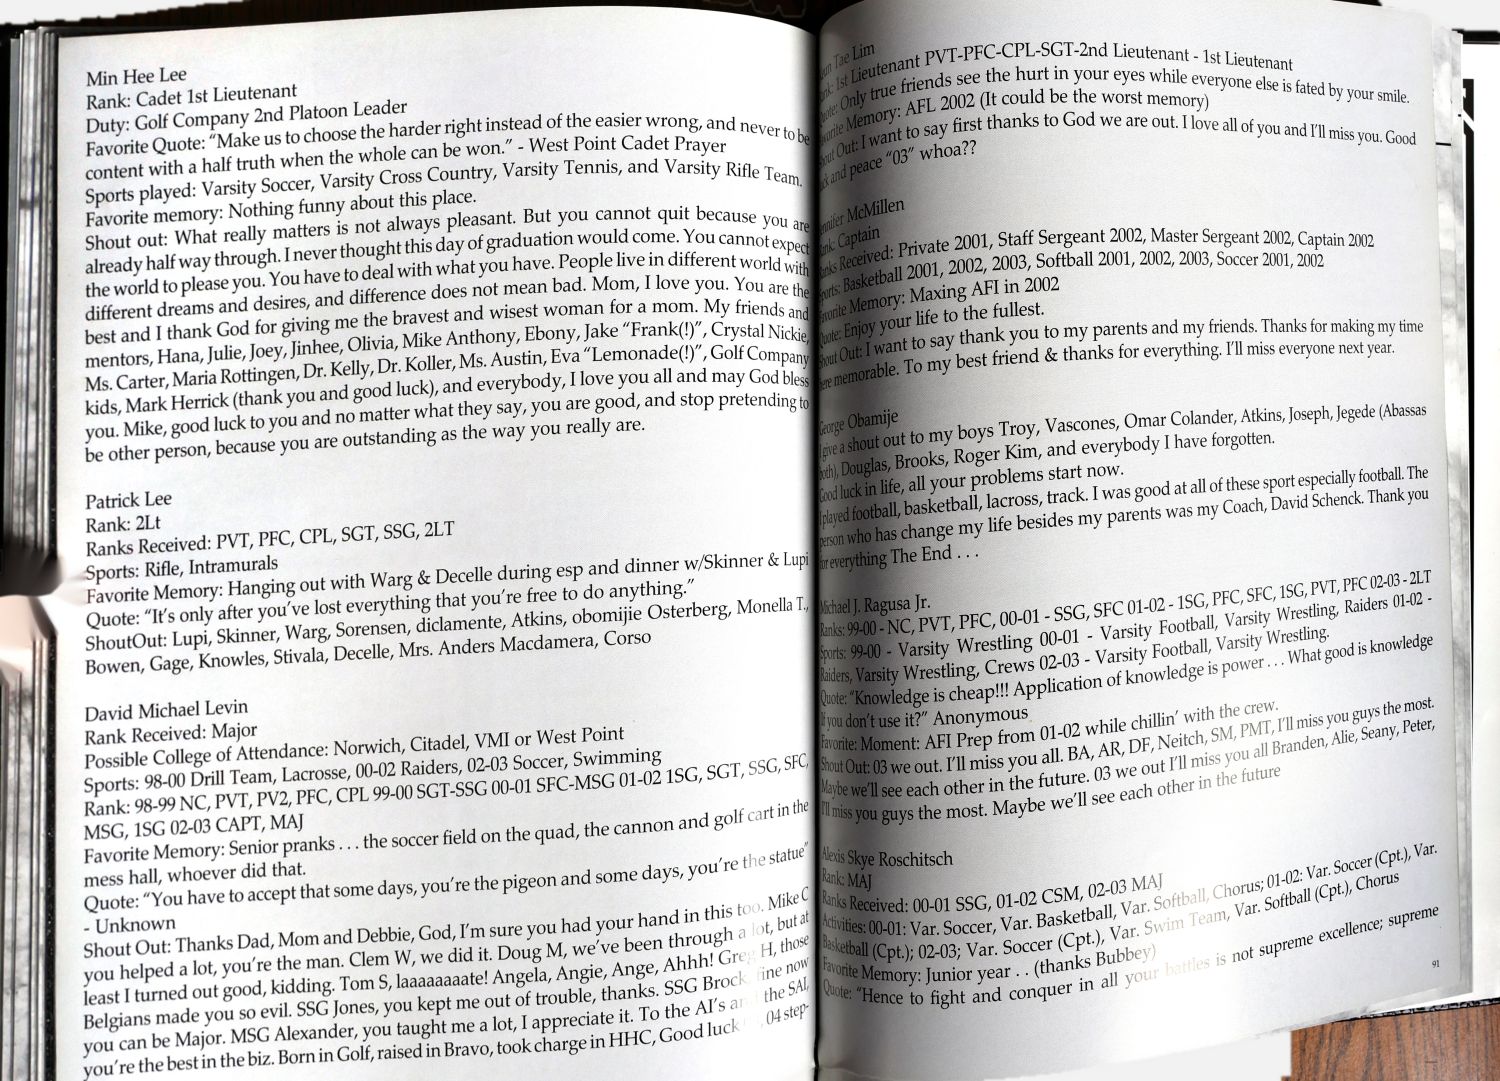 Min Hee Lee
Rank: Cadet 1st Lieutenant
Duty: Golf Company 2nd Platoon Leader
Favorite Quote: “Make us to choose the harder right instead of the easier wrong, and never to be
content with a half truth when the whole can be won.” - West Point Cadet Prayer
Sports played: Varsity Soccer, Varsity Cross Country, Varsity Tennis, and Varsity Rifle Team.
Favorite memory: Nothing funny about this place.
Shout out: What really matters is not always pleasant. But you cannot quit because you are
already half way through. I never thought this day of graduation would come. You cannot expect
the world to please you. You have to deal with what you have. People live in different world with
different dreams and desires, and difference does not mean bad. Mom, I love you. You are the
best and I thank God for giving me the bravest and wisest woman for a mom. My friends and
mentors, Hana, Julie, Joey, Jinhee, Olivia, Mike Anthony, Ebony, Jake “Frank(!)”, Crystal Nickie,
Ms. Carter, Maria Rottingen, Dr. Kelly, Dr. Koller, Ms. Austin, Eva “Lemonade(!)”, Golf Company
kids, Mark Herrick (thank you and good luck), and everybody, I love you all and may God bless
you. Mike, good luck to you and no matter what they say, you are good, and stop pretending to
be other person, because you are outstanding as the way you really are.
Patrick Lee
Rank: 2Lt
Ranks Received: PVT, PFC, CPL, SGT, SSG, 2LT
Sports: Rifle, Intramurals
Favorite Memory: Hanging out with Warg & Decelle during esp and dinner w/Skinner & Lupi
Quote: “It’s only after you’ve lost everything that you’re free to do anything.”
ShoutOut: Lupi, Skinner, Warg, Sorensen, diclamente, Atkins, obomijie Osterberg, Monella T.,
Bowen, Gage, Knowles, Stivala, Decelle, Mrs. Anders Macdamera, Corso
David Michael Levin
Rank Received: Major
Possible College of Attendance: Norwich, Citadel, VMI or West Point
Sports: 98-00 Drill Team, Lacrosse, 00-02 Raiders, 02-03 Soccer, Swimming
Rank: 98-99 NC, PVT, PV2, PFC, CPL 99-00 SGT-SSG 00-01 SFC-MSG 01-02 1SG, SGT, SSG, SFC,
MSG, 1SG 02-03 CAPT, MAJ
Favorite Memory: Senior pranks . . . the soccer field on the quad, the cannon and golf cart in the
mess hall, whoever did that.
Quote: “You have to accept that some days, you’re the pigeon and some days, you’re the statue”
- Unknown
Shout Out: Thanks Dad, Mom and Debbie, God, I’m sure you had your hand in this too. Mike C
you helped a lot, you’re the man. Clem W, we did it. Doug M, we’ve been through a lot, but at
least I turned out good, kidding. Tom S, laaaaaaaate! Angela, Angie, Ange, Ahhh! Greg H, those
Belgians made you so evil. SSG Jones, you kept me out of trouble, thanks. SSG Brock, fine now
you can be Major. MSG Alexander, you taught me a lot, I appreciate it. To the AI’s and the SAI,
you’re the best in the biz. Born in Golf, raised in Bravo, took charge in HHC, Good luck 04 step-
Tae Lim
Rank: 1st Lieutenant PVT-PFC-CPL-SGT-2nd Lieutenant - 1st Lieutenant
Quote: Only true friends see the hurt in your eyes while everyone else is fated by your smile.
Favorite Memory: AFL 2002 (It could be the worst memory)
Shout Out: I want to say first thanks to God we are out. I love all of you and I’ll miss you. Good
luck and peace “03” whoa??
Jennifer McMillen
Rank: Captain
Ranks Received: Private 2001, Staff Sergeant 2002, Master Sergeant 2002, Captain 2002
Sports: Basketball 2001, 2002, 2003, Softball 2001, 2002, 2003, Soccer 2001, 2002
Favorite Memory: Maxing AFI in 2002
Quote: Enjoy your life to the fullest.
Shout Out: I want to say thank you to my parents and my friends. Thanks for making my time
here memorable. To my best friend & thanks for everything. I’ll miss everyone next year.
George Obamije
I give a shout out to my boys Troy, Vascones, Omar Colander, Atkins, Joseph, Jegede (Abassas
both), Douglas, Brooks, Roger Kim, and everybody I have forgotten.
Good luck in life, all your problems start now.
I played football, basketball, lacross, track. I was good at all of these sport especially football. The
person who has change my life besides my parents was my Coach, David Schenck. Thank you
for everything The End . . .
Michael J. Ragusa Jr.
Ranks: 99-00 - NC, PVT, PFC, 00-01 - SSG, SFC 01-02 - 1SG, PFC, SFC, 1SG, PVT, PFC 02-03 - 2LT
Sports: 99-00 - Varsity Wrestling 00-01 - Varsity Football, Varsity Wrestling, Raiders 01-02 -
Raiders, Varsity Wrestling, Crews 02-03 - Varsity Football, Varsity Wrestling.
Quote: “Knowledge is cheap!!! Application of knowledge is power . . . What good is knowledge
If you don’t use it?” Anonymous
Favorite: Moment: AFI Prep from 01-02 while chillin’ with the crew.
Shout Out: 03 we out. I’ll miss you all. BA, AR, DF, Neitch, SM, PMT, I’ll miss you guys the most.
Maybe we’ll see each other in the future. 03 we out I’ll miss you all Branden, Alie, Seany, Peter,
I’ll miss you guys the most. Maybe we’ll see each other in the future
Alexis Skye Roschitsch
Rank: MAJ
Ranks Received: 00-01 SSG, 01-02 CSM, 02-03 MAJ
Activities: 00-01: Var. Soccer, Var. Basketball, Var. Softball, Chorus; 01-02: Var. Soccer (Cpt.), Var.
Basketball (Cpt.); 02-03; Var. Soccer (Cpt.), Var. Swim Team, Var. Softball (Cpt.), Chorus
Favorite Memory: Junior year . . (thanks Bubbey)
Quote: “Hence to fight and conquer in all your battles is not supreme excellence; supreme
91